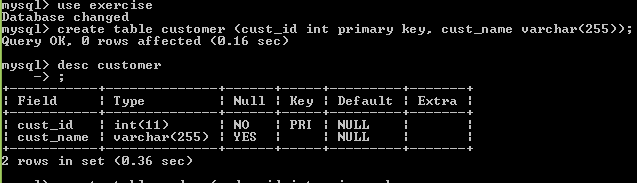 mysql> use exercise
Database changed
mysql> create table customer (cust_id int primary key, cust_name varchar(255));
Query OK, 0 rows affected (0.16 sec)
mysql> desc customer
    -> ;
+-----------+--------------+------+-----+---------+-------+
| Field     | Type         | Null | Key | Default | Extra |
+-----------+--------------+------+-----+---------+-------+
| cust_id   | int(11)      | NO   | PRI | NULL    |       |
| cust_name | varchar(255) | YES  |     | NULL    |       |
+-----------+--------------+------+-----+---------+-------+
2 rows in set (0.36 sec)